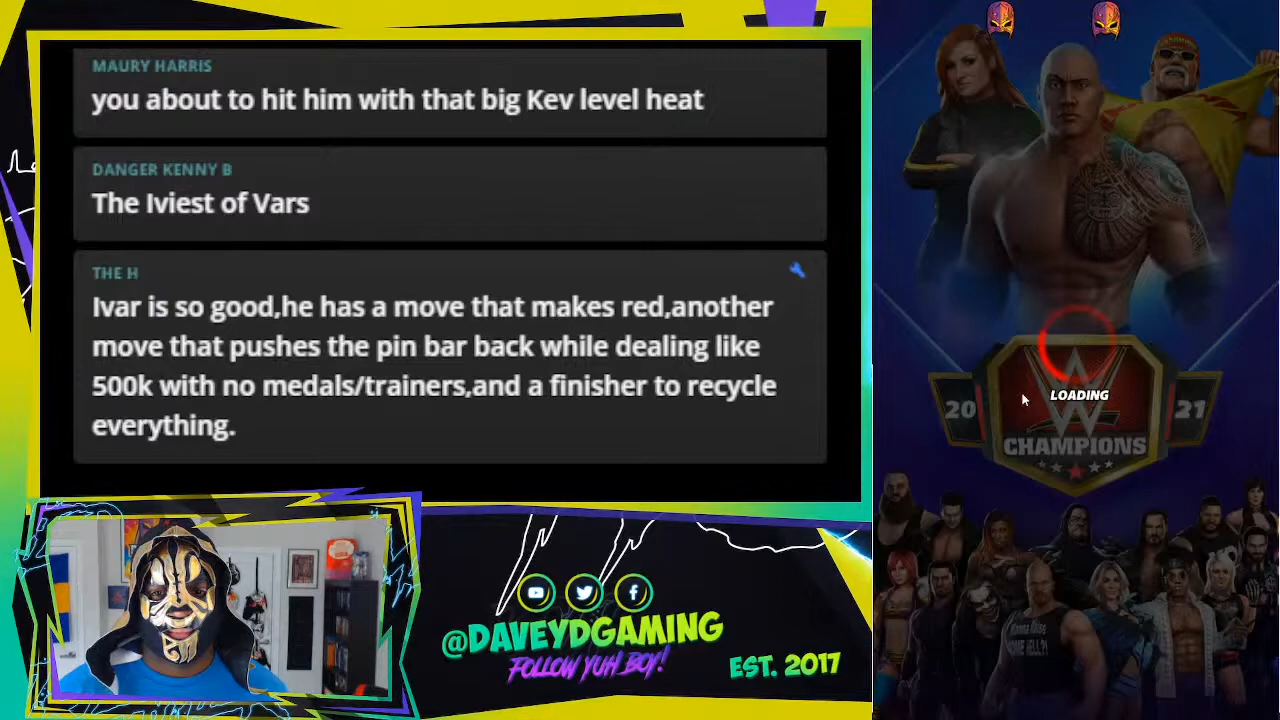 MAURY HARRIS
you about to hit him with that big Kev level heat
DANGER KENNY B
The Iviest of Vars
THE H
Ivar is so good,he has a move that makes red,another
move that pushes the pin bar back while dealing like
500k with no medals/trainers,and a finisher to recycle
everything.
@DAVEYDGAMING
FOLLOW YUH BOY!
EST. 2017
LOADING
20 21
CHAMPIONS